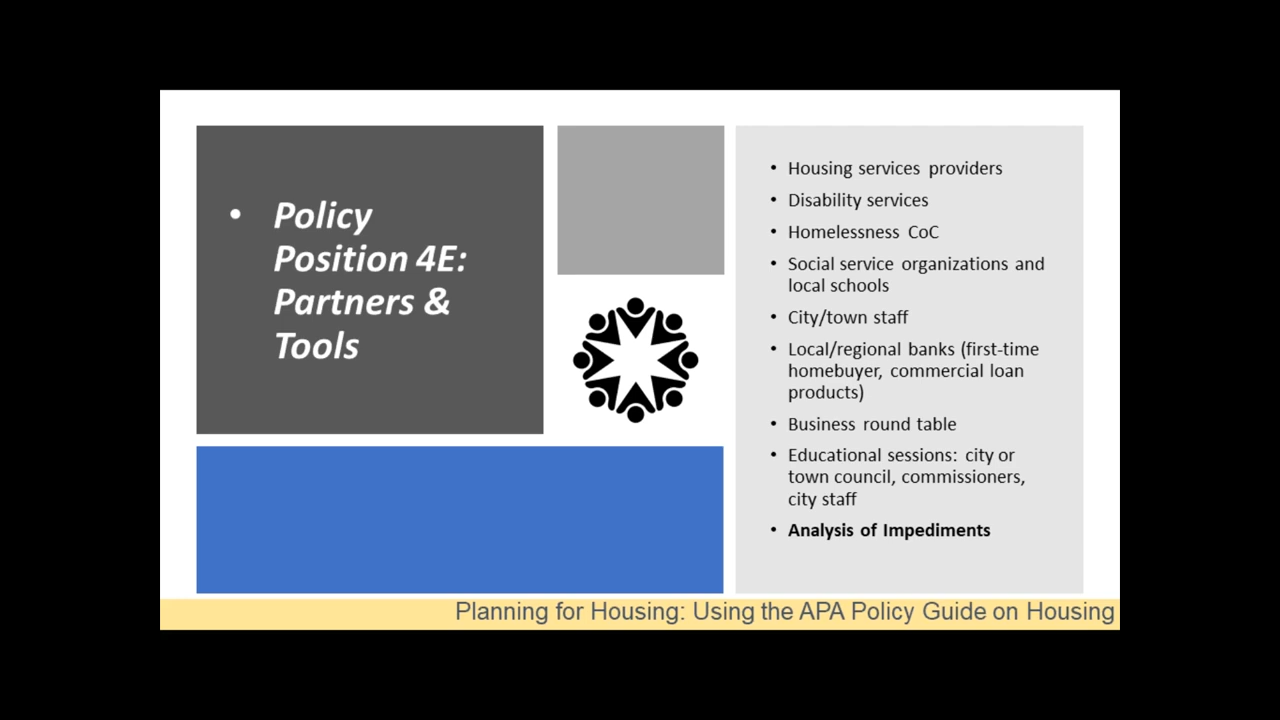 • Policy
Position 4E:
Partners &
Tools
• Housing services providers
• Disability services
• Homelessness CoC
• Social service organizations and
local schools
• City/town staff
• Local/regional banks (first-time
homebuyer, commercial loan
products)
• Business round table
• Educational sessions: city or
town council, commissioners,
city staff
• Analysis of Impediments
Planning for Housing: Using the APA Policy Guide on Housing